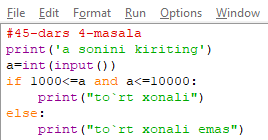 File Edit Format Run Options Window
#45-dars 4-masala
print('a sonini kiriting')
a=int(input())
if 1000<=a and a<=10000:
    print("to`rt xonali")
else:
    print("to`rt xonali emas")